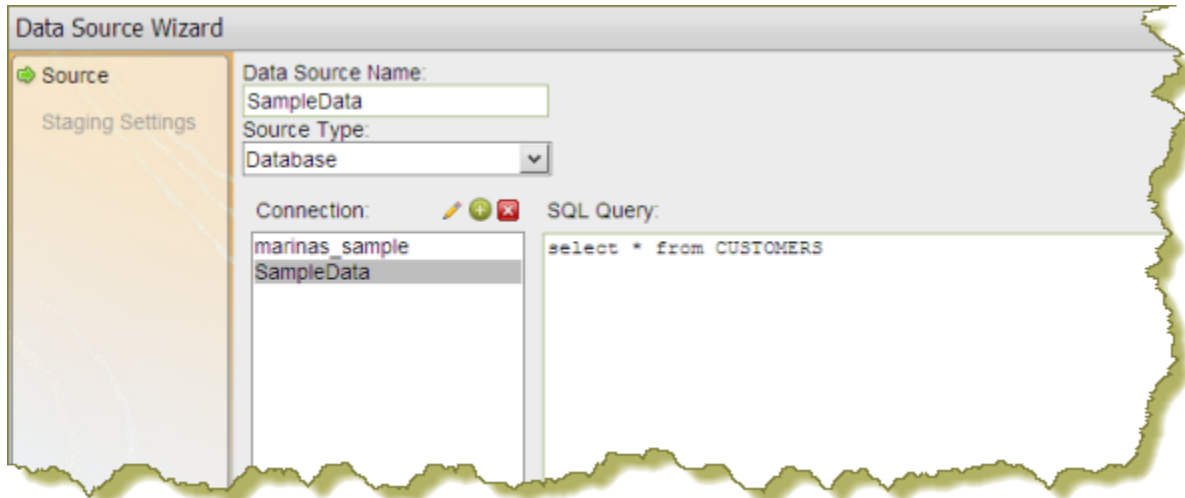 Data Source Wizard
Source
Staging Settings
Data Source Name:
SampleData
Source Type:
Database
Connection:
marinas_sample
SampleData
SQL Query:
select * from CUSTOMERS